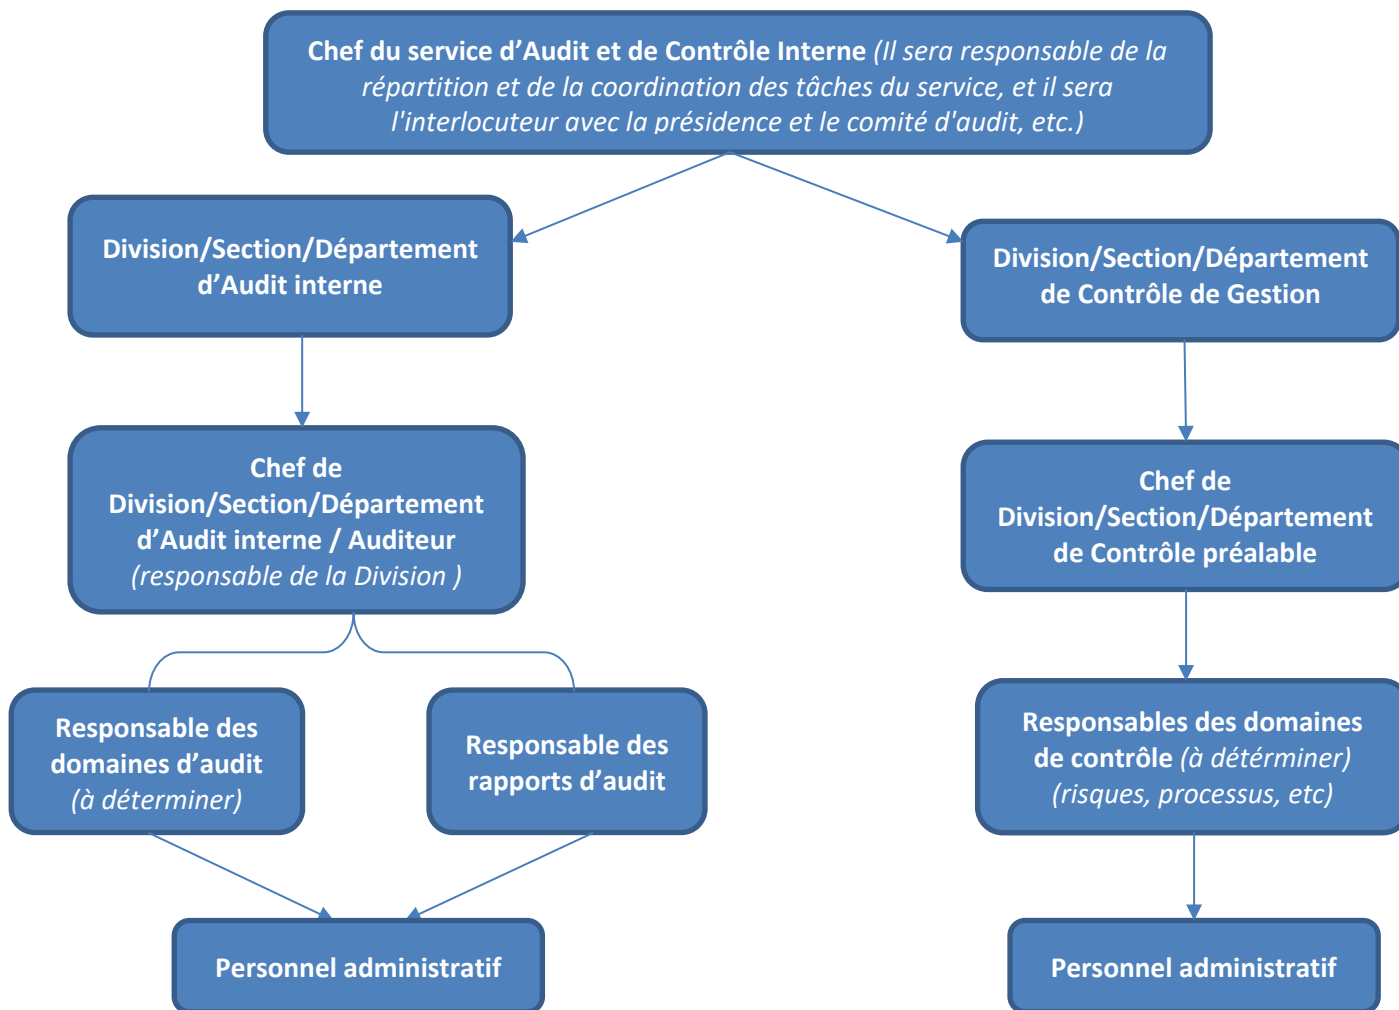 Chef du service d’Audit et de Contrôle Interne (Il sera responsable de la
répartition et de la coordination des tâches du service, et il sera
l'interlocuteur avec la présidence et le comité d'audit, etc.)
Division/Section/Département
d’Audit interne
Division/Section/Département
de Contrôle de Gestion
Chef de
Division/Section/Département
d’Audit interne / Auditeur
(responsable de la Division )
Chef de
Division/Section/Département
de Contrôle préalable
Responsable des
domaines d’audit
(à déterminer)
Responsable des
rapports d’audit
Responsables des domaines
de contrôle (à détérminer)
(risques, processus, etc)
Personnel administratif
Personnel administratif